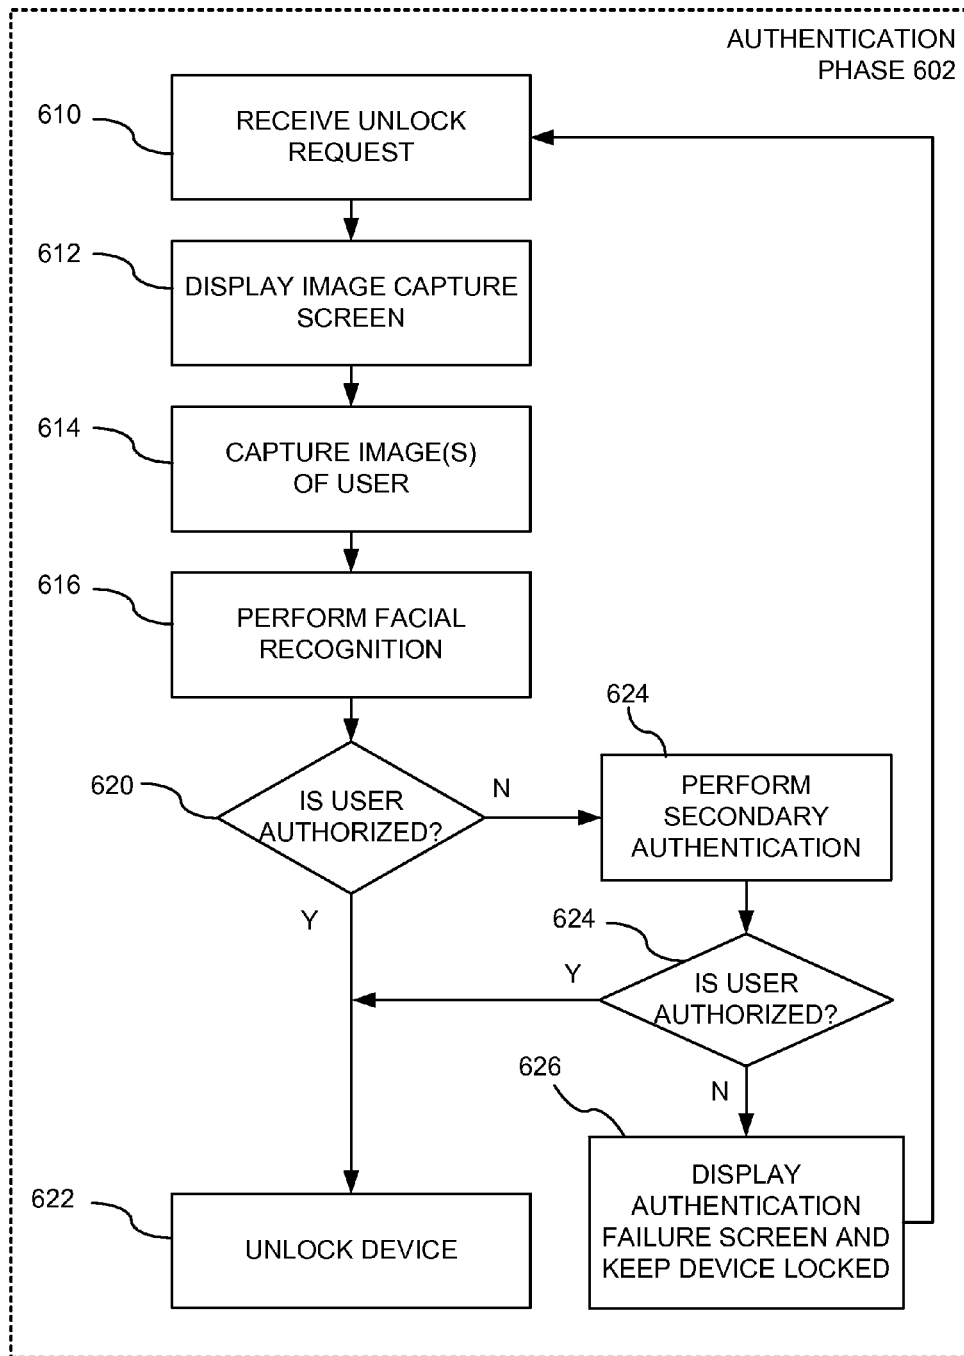 AUTHENTICATION
PHASE 602
610
RECEIVE UNLOCK
REQUEST
612
DISPLAY IMAGE CAPTURE
SCREEN
614
CAPTURE IMAGE(S)
OF USER
616
PERFORM FACIAL
RECOGNITION
620
IS USER
AUTHORIZED?
N
Y
624
PERFORM
SECONDARY
AUTHENTICATION
624
IS USER
AUTHORIZED?
Y
N
626
DISPLAY
AUTHENTICATION
FAILURE SCREEN AND
KEEP DEVICE LOCKED
622
UNLOCK DEVICE